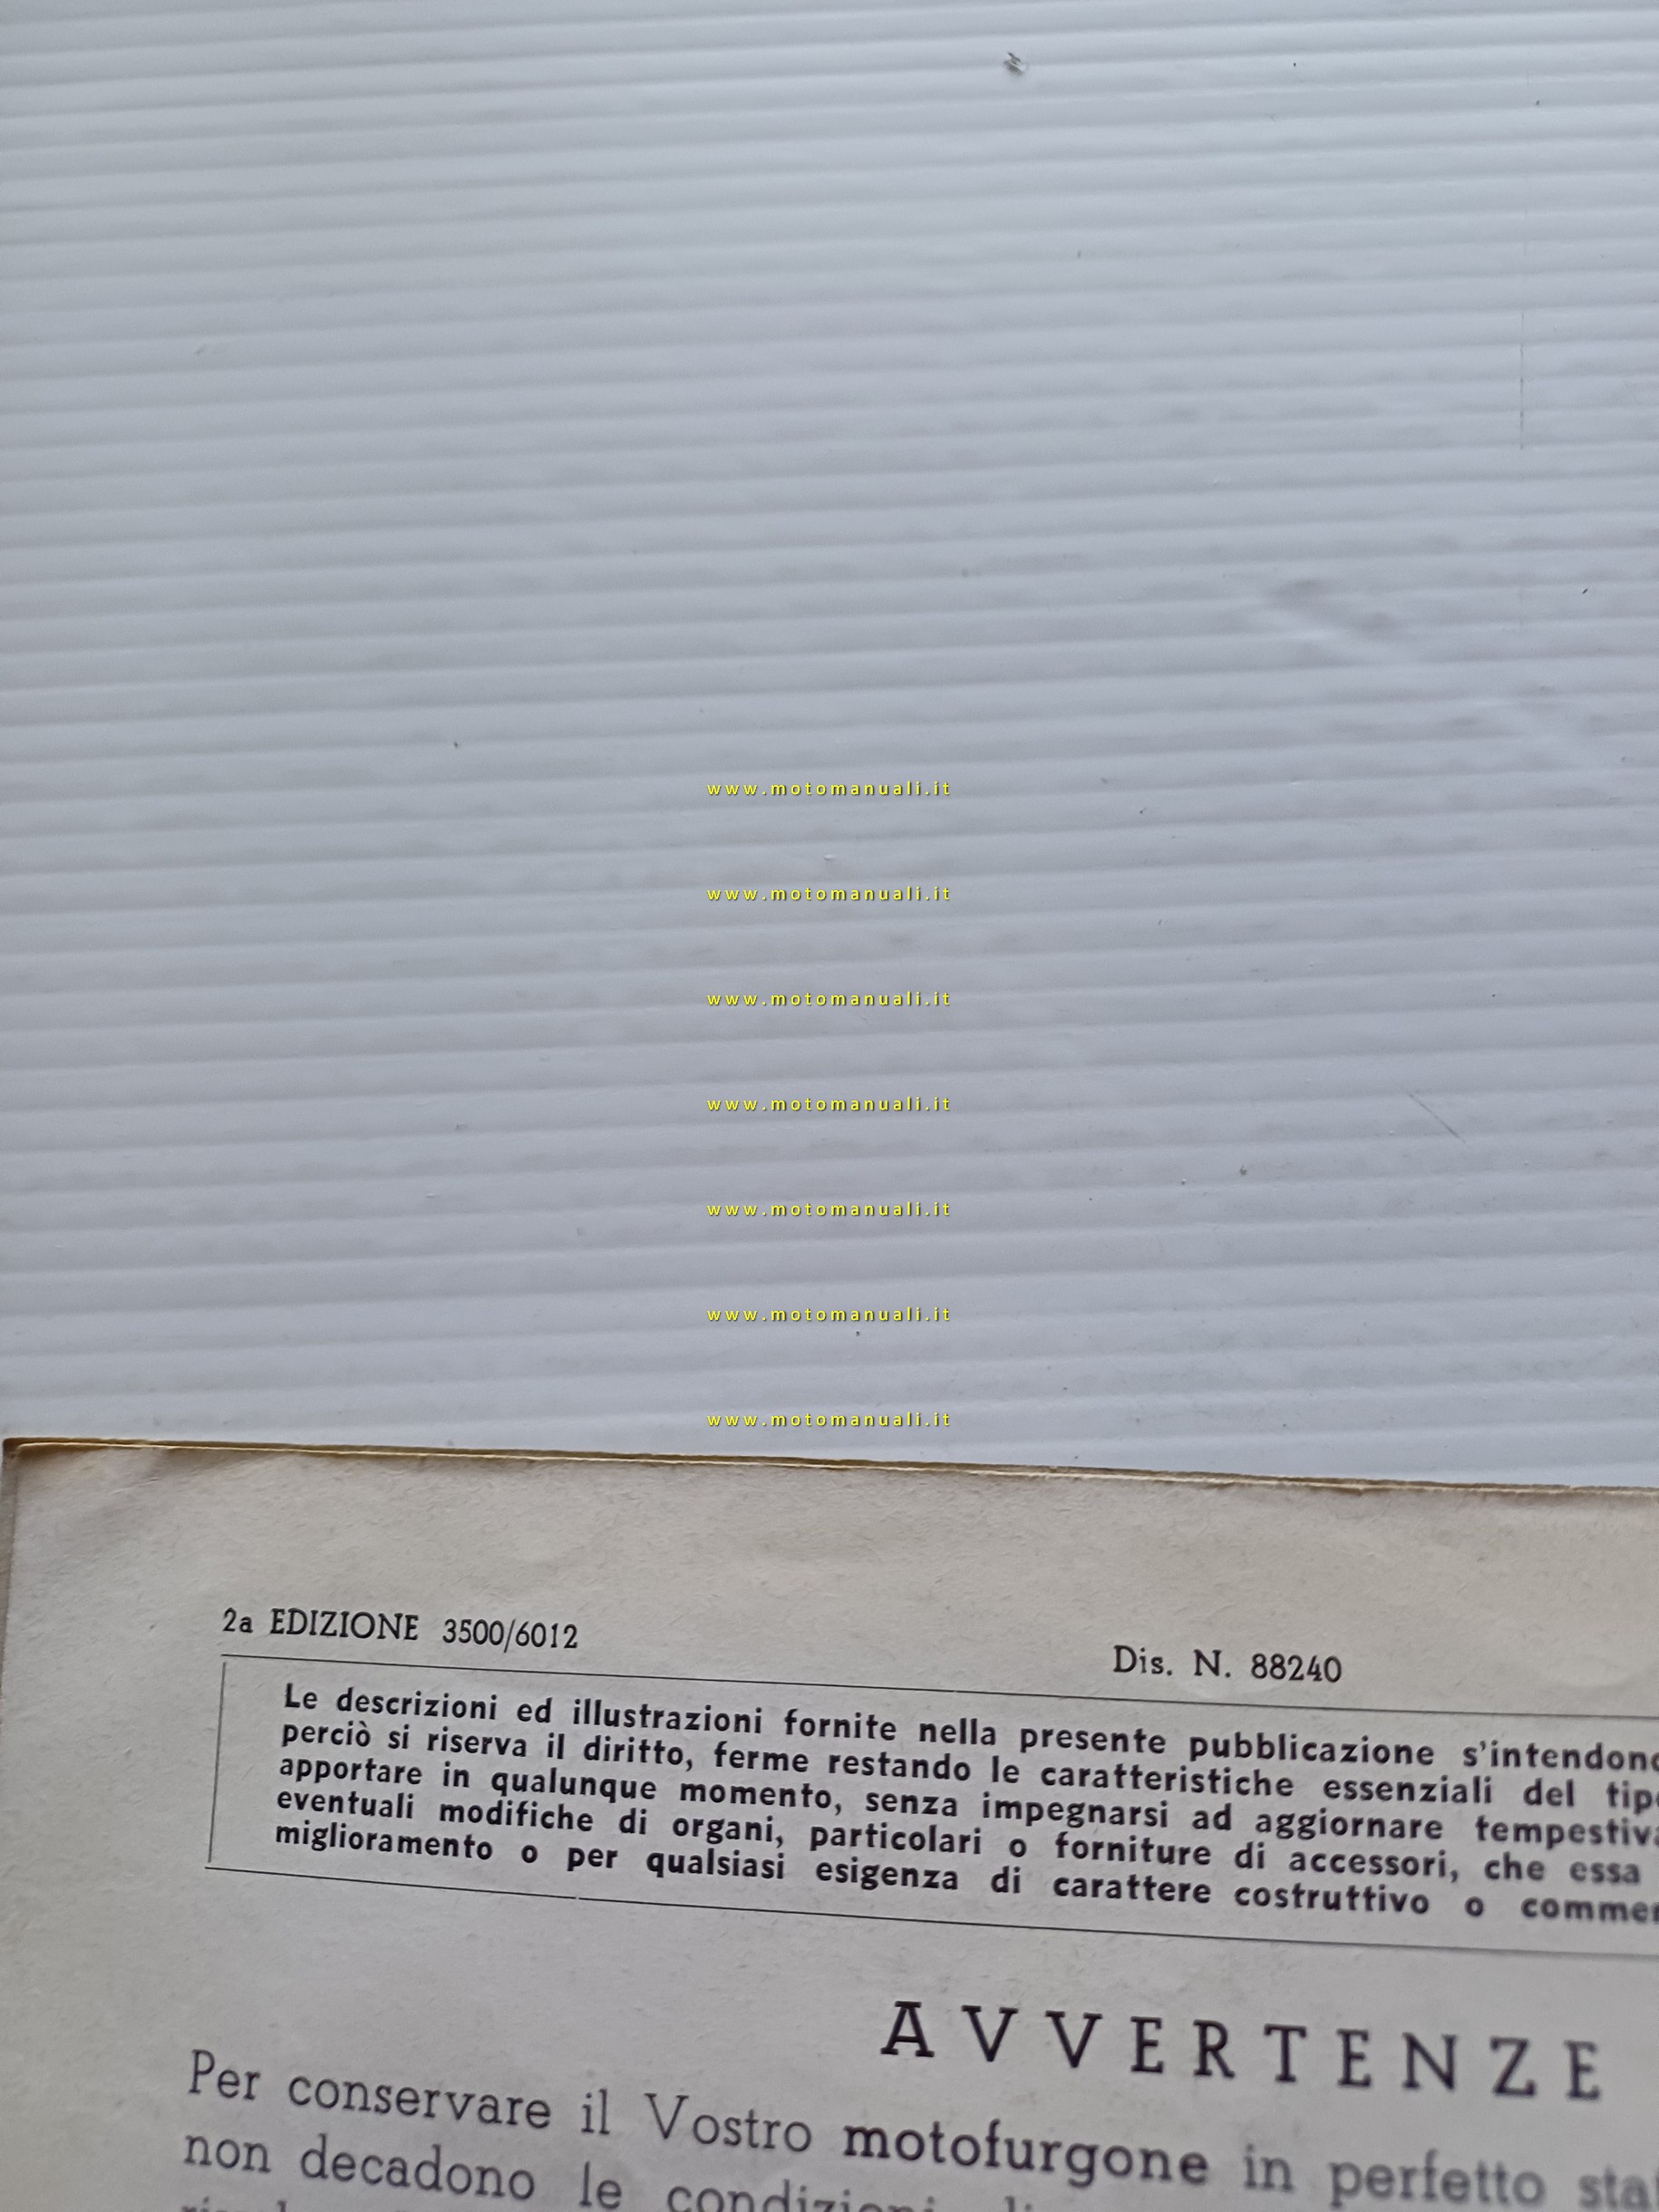 www.motomanuali.it
www.motomanuali.it
www.motomanuali.it
www.motomanuali.it
www.motomanuali.it
www.motomanuali.it
www.motomanuali.it
2a EDIZIONE 3500/6012
Dis. N. 88240
Le descrizioni ed illustrazioni fornite nella presente pubblicazione s'intendono
perciò si riserva il diritto, ferme restando le caratteristiche essenziali del tipo
apportare in qualunque momento, senza impegnarsi ad aggiornare
eventuali modifiche di organi, particolari o forniture di accessori, che essa
miglioramento o per qualsiasi esigenza di carattere costruttivo o
AVVERTENZE
Per conservare il Vostro motofurgone in perfetto
non decadono le condizioni